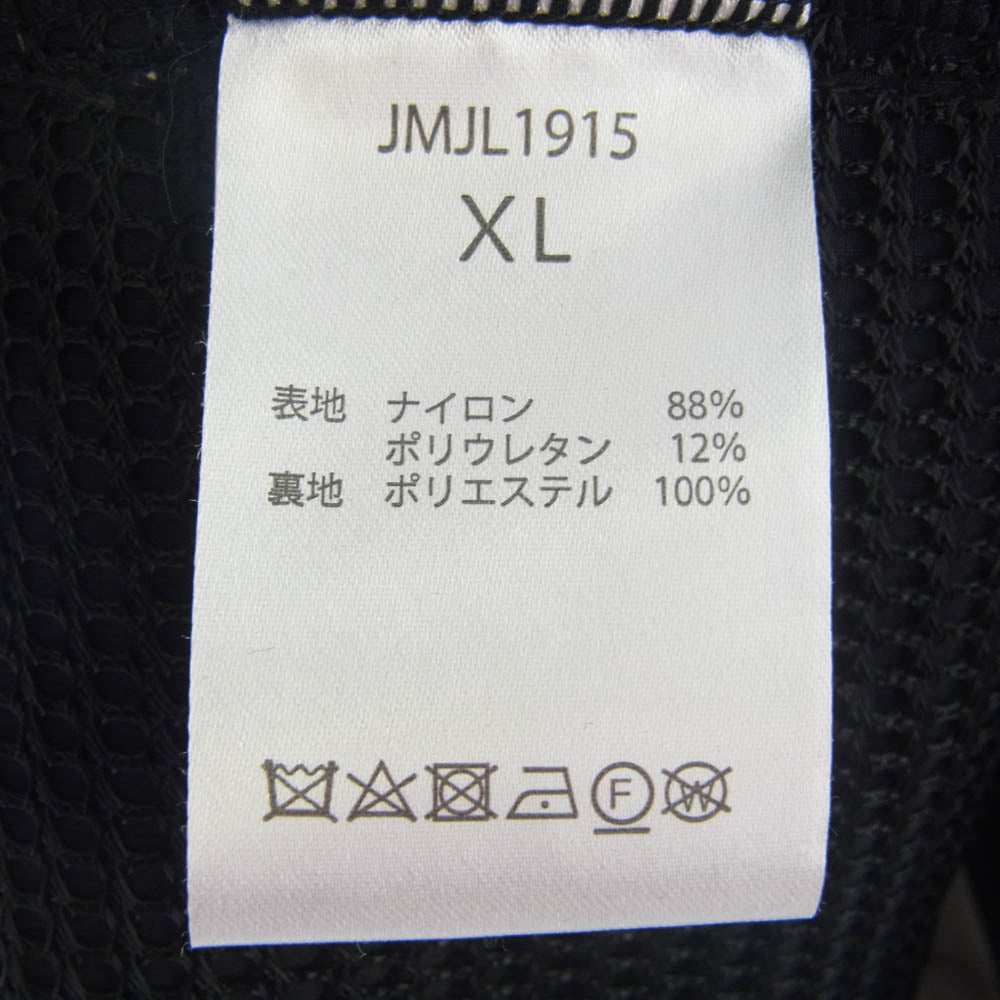 JMJL1915
XL
表地 ナイロン 88%
ポリウレタン 12%
裏地 ポリエステル 100%
F W